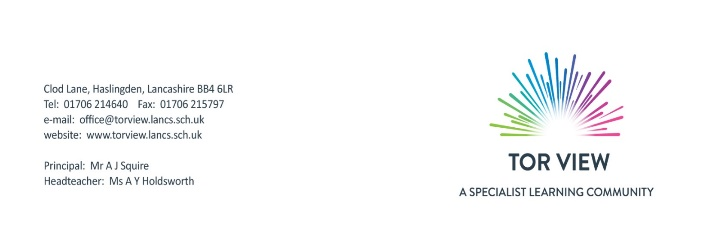 Clod Lane, Haslingden, Lancashire BB4 6LR
Tel: 01706 214640 Fax: 01706 215797
e-mail: office@torview.lancs.sch.uk
website: www.torview.lancs.sch.uk
Principal: Mr A J Squire
Headteacher: Ms A Y Holdsworth
TOR VIEW
A SPECIALIST LEARNING COMMUNITY